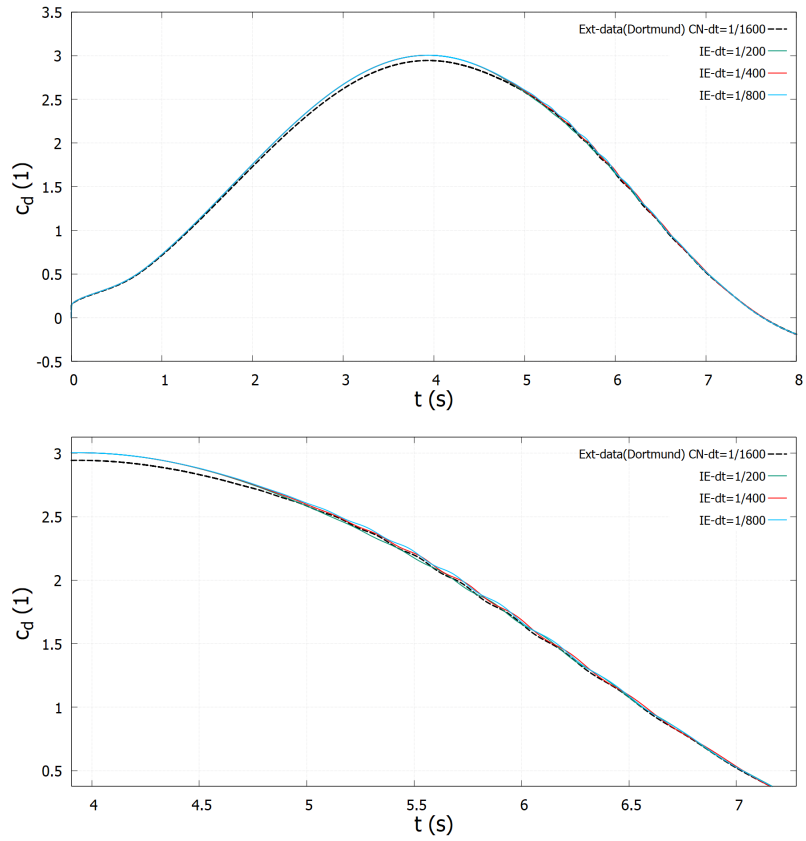 3.5
3
2.5
2
1.5
1
0.5
0
-0.5
c_d (1)
Ext-data(Dortmund) CN-dt=1/1600
IE-dt=1/200
IE-dt=1/400
IE-dt=1/800
0 1 2 3 4 5 6 7 8
t (s)
3
2.5
2
1.5
1
0.5
c_d (1)
Ext-data(Dortmund) CN-dt=1/1600
IE-dt=1/200
IE-dt=1/400
IE-dt=1/800
4 4.5 5 5.5 6 6.5 7
t (s)